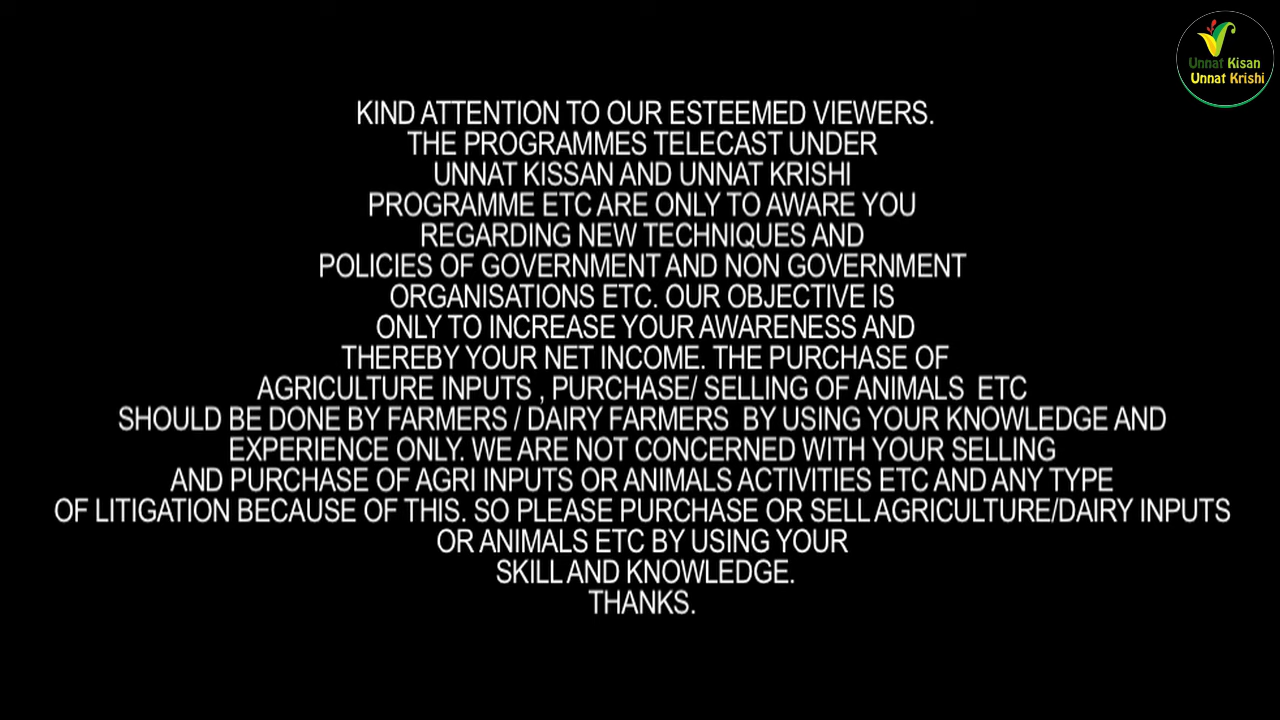 Unnat Kisan
Unnat Krishi
KIND ATTENTION TO OUR ESTEEMED VIEWERS.
THE PROGRAMMES TELECAST UNDER
UNNAT KISSAN AND UNNAT KRISHI
PROGRAMME ETC ARE ONLY TO AWARE YOU
REGARDING NEW TECHNIQUES AND
POLICIES OF GOVERNMENT AND NON GOVERNMENT
ORGANISATIONS ETC. OUR OBJECTIVE IS
ONLY TO INCREASE YOUR AWARENESS AND
THEREBY YOUR NET INCOME. THE PURCHASE OF
AGRICULTURE INPUTS , PURCHASE/ SELLING OF ANIMALS ETC
SHOULD BE DONE BY FARMERS / DAIRY FARMERS BY USING YOUR KNOWLEDGE AND
EXPERIENCE ONLY. WE ARE NOT CONCERNED WITH YOUR SELLING
AND PURCHASE OF AGRI INPUTS OR ANIMALS ACTIVITIES ETC AND ANY TYPE
OF LITIGATION BECAUSE OF THIS. SO PLEASE PURCHASE OR SELL AGRICULTURE/DAIRY INPUTS
OR ANIMALS ETC BY USING YOUR
SKILL AND KNOWLEDGE.
THANKS.